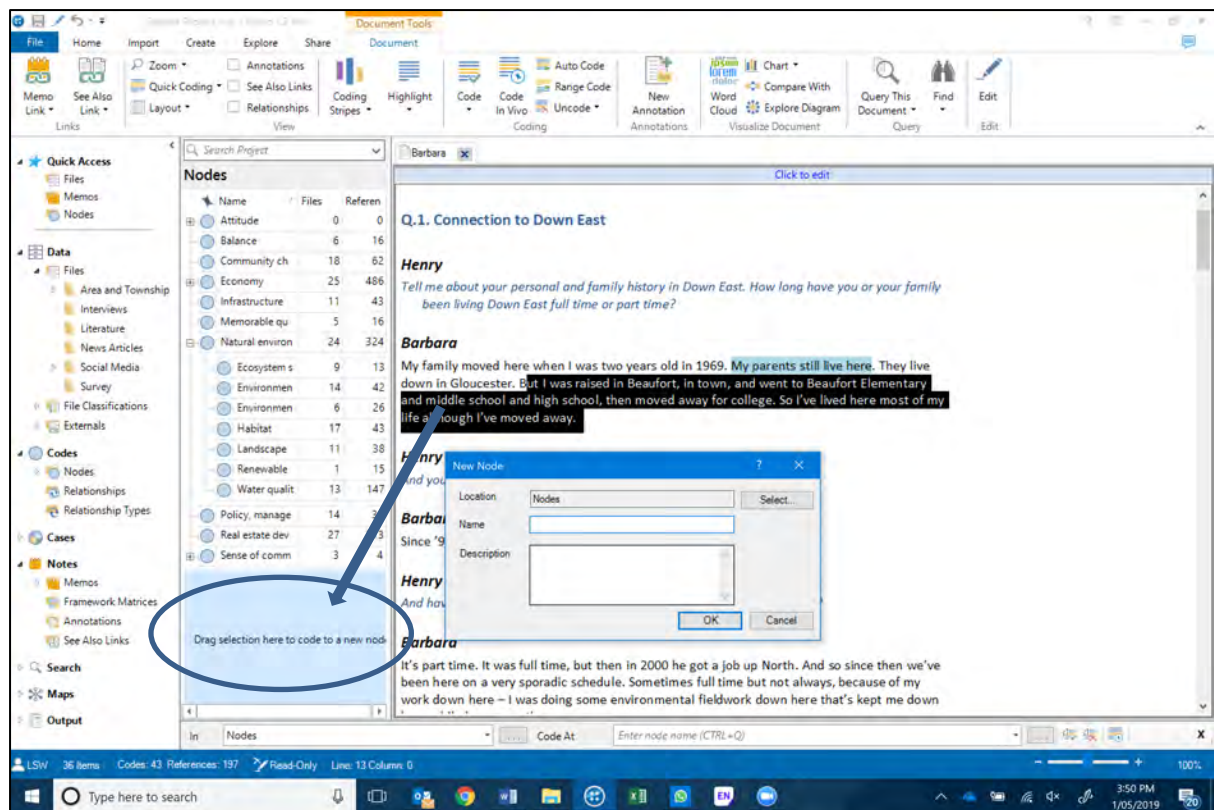 Document Tools
File Home Import Create Explore Share Document
Memo Link
See Also Link
Links
Zoom
Quick Coding
Layout
Annotations
See Also Links
Relationships
View
Coding Stripes
Highlight
Code
Code In Vivo
Auto Code
Range Code
Uncode
Coding
New Annotation
Annotations
Word Cloud
Chart
Compare With
Explore Diagram
Visualize Document
Query This Document
Find
Query
Edit
Edit
Quick Access
Files
Memos
Nodes
Data
Files
Area and Township
Interviews
Literature
News Articles
Social Media
Survey
File Classifications
Externals
Codes
Nodes
Relationships
Relationship Types
Cases
Notes
Memos
Framework Matrices
Annotations
See Also Links
Search
Maps
Output
Search Project
Nodes
Name Files Referen
Attitude 0 0
Balance 6 16
Community ch 18 62
Economy 25 486
Infrastructure 11 43
Memorable qu 5 16
Natural environ 24 324
Ecosystem s 9 13
Environmen 14 42
Environmen 6 26
Habitat 17 43
Landscape 11 38
Renewable 1 15
Water qualit 13 147
Policy, manage 14
Real estate dev 27
Sense of comm 3 4
Drag selection here to code to a new nod
Barbara
Click to edit
Q.1. Connection to Down East
Henry
Tell me about your personal and family history in Down East. How long have you or your family
been living Down East full time or part time?
Barbara
My family moved here when I was two years old in 1969. My parents still live here. They live
down in Gloucester. But I was raised in Beaufort, in town, and went to Beaufort Elementary
and middle school and high school, then moved away for college. So I've lived here most of my
life although I've moved away.
Henry
And you
Barba
Since '9
Henry
And hav
Barbara
It's part time. It was full time, but then in 2000 he got a job up North. And so since then we've
been here on a very sporadic schedule. Sometimes full time but not always, because of my
work down here – I was doing some environmental fieldwork down here that's kept me down
New Node
? ×
Location Nodes Select...
Name
Description
OK Cancel
In Nodes Code At Enter node name (CTRL+Q) X
LSW 36 Items Codes: 43 References: 197 Read-Only Line: 13 Column: 0 100%
Type here to sea
EN
3:50 PM
1/05/2019
20